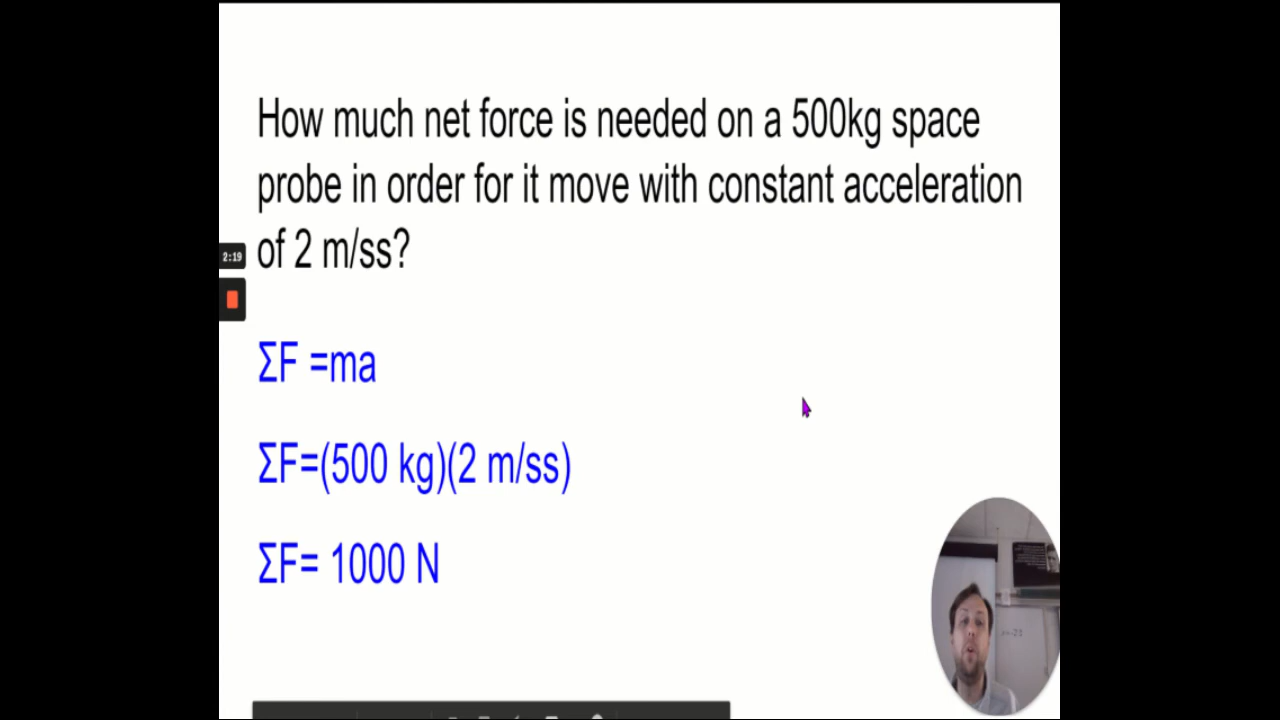 How much net force is needed on a 500kg space
probe in order for it move with constant acceleration
of 2 m/ss?
2:19
ΣF =ma
ΣF=(500 kg)(2 m/ss)
ΣF= 1000 N